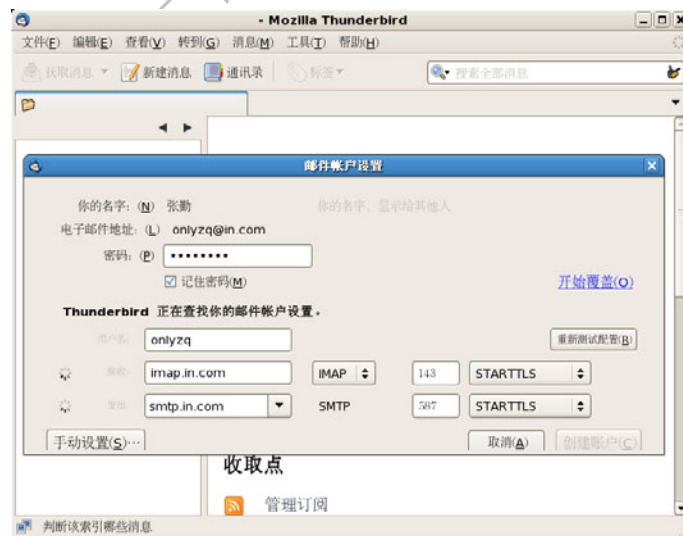 - Mozilla Thunderbird
文件(E) 编辑(E) 查看(V) 转到(G) 消息(M) 工具(T) 帮助(H)
获取消息 新建消息 通讯录 标签 搜索全部消息
邮件帐户设置
你的名字: (N) 张勤 你的名字，显示给其他人
电子邮件地址: (L) onlyzq@in.com
密码: (P) ••••••••
记住密码(M) 开始覆盖(O)
Thunderbird 正在查找你的邮件帐户设置。
用户名: onlyzq 重新测试配置(R)
接收: imap.in.com IMAP 143 STARTTLS
发出: smtp.in.com SMTP 587 STARTTLS
手动设置(S)… 取消(A) 创建账户(C)
收取点
管理订阅
判断该索引哪些消息